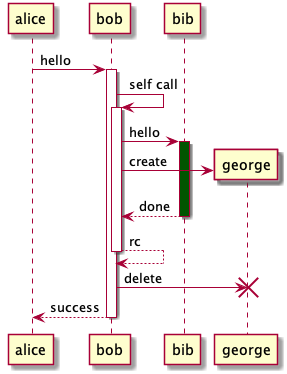 alice bob bib
hello
self call
hello
create george
done
rc
delete
success
alice bob bib george